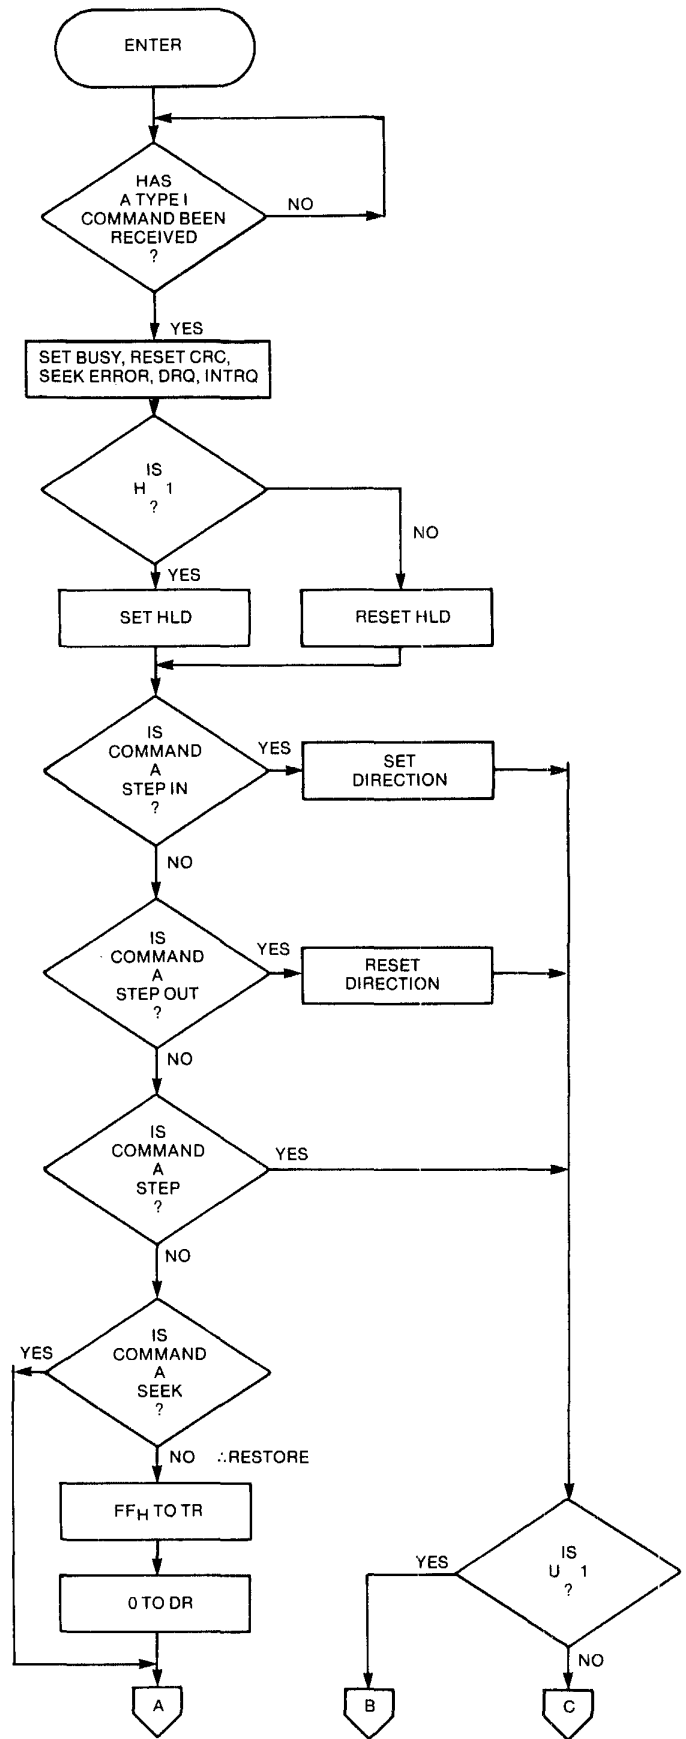 ENTER
HAS
A TYPE I
COMMAND BEEN
RECEIVED
?
NO
YES
SET BUSY, RESET CRC,
SEEK ERROR, DRQ, INTRQ
IS
H 1
?
NO
YES
SET HLD
RESET HLD
IS
COMMAND
A
STEP IN
?
YES
SET
DIRECTION
NO
IS
COMMAND
A
STEP OUT
?
YES
RESET
DIRECTION
NO
IS
COMMAND
A
STEP
?
YES
NO
IS
COMMAND
A
SEEK
?
YES
NO ∴RESTORE
FFH TO TR
0 TO DR
IS
U 1
?
YES
NO
A
B
C